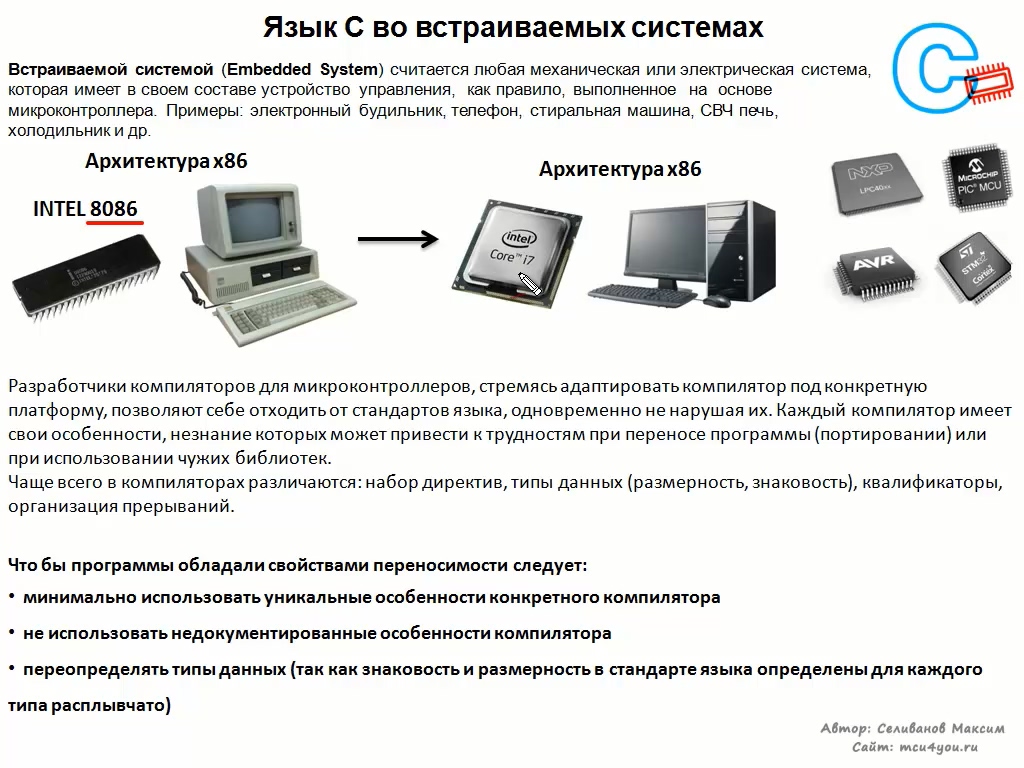 Язык С во встраиваемых системах
Встраиваемой системой (Embedded System) считается любая механическая или электрическая система,
которая имеет в своем составе устройство управления, как правило, выполненное на основе
микроконтроллера. Примеры: электронный будильник, телефон, стиральная машина, СВЧ печь,
холодильник и др.
Архитектура x86
Архитектура x86
INTEL 8086
intel
Core™ i7
NXP
LPC40xx
MICROCHIP
PIC® MCU
AVR
ST
STM32
Cortex
Разработчики компиляторов для микроконтроллеров, стремясь адаптировать компилятор под конкретную
платформу, позволяют себе отходить от стандартов языка, одновременно не нарушая их. Каждый компилятор имеет
свои особенности, незнание которых может привести к трудностям при переносе программы (портировании) или
при использовании чужих библиотек.
Чаще всего в компиляторах различаются: набор директив, типы данных (размерность, знаковость), квалификаторы,
организация прерываний.
Что бы программы обладали свойствами переносимости следует:
• минимально использовать уникальные особенности конкретного компилятора
• не использовать недокументированные особенности компилятора
• переопределять типы данных (так как знаковость и размерность в стандарте языка определены для каждого
типа расплывчато)
Автор: Селиванов Максим
Сайт: mcu4you.ru